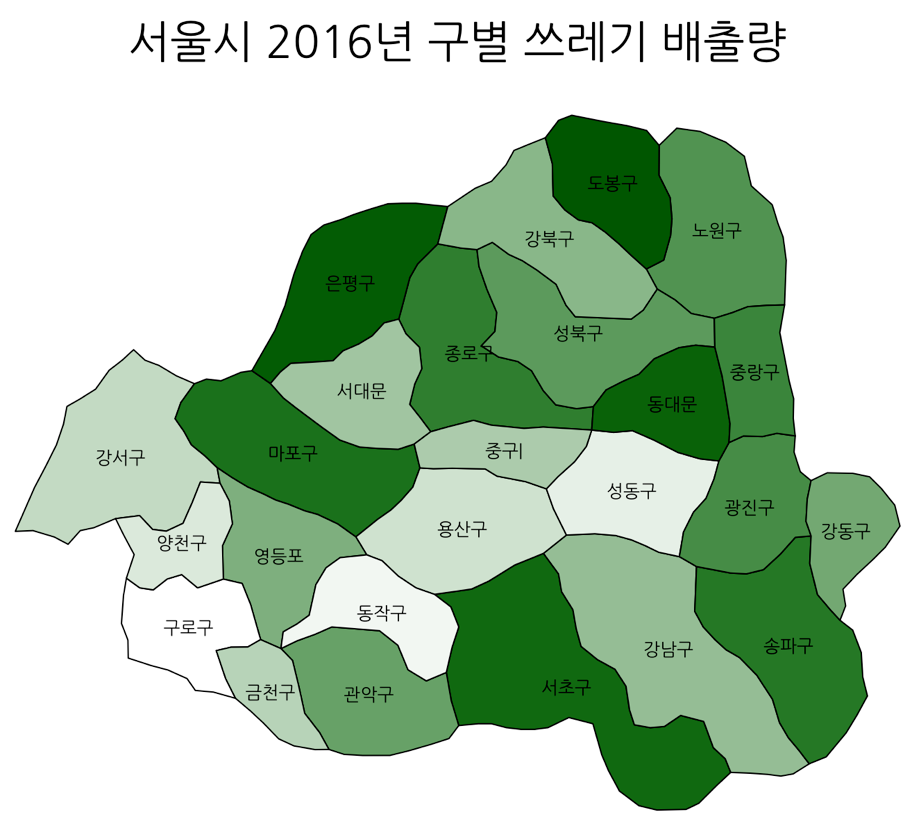 서울시 2016년 구별 쓰레기 배출량
도봉구
노원구
강북구
은평구
성북구
종로구
중랑구
서대문
동대문
마포구
중구
강서구
성동구
광진구
용산구
강동구
양천구
영등포
동작구
구로구
강남구
송파구
서초구
금천구
관악구